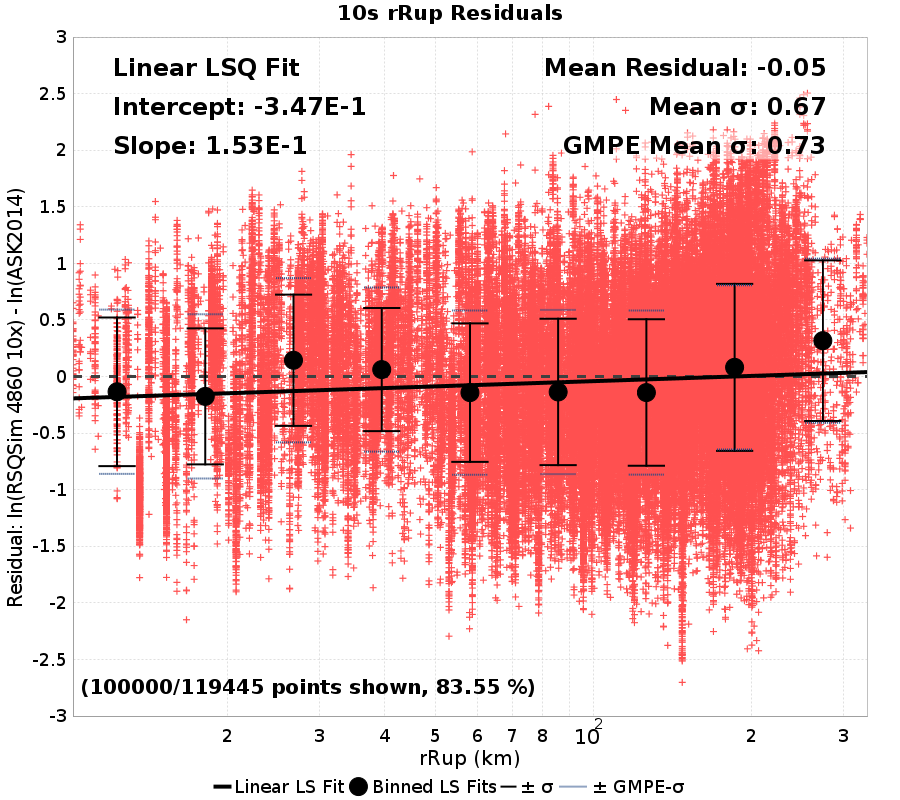 10s rRup Residuals
Linear LSQ Fit
Intercept: -3.47E-1
Slope: 1.53E-1
Mean Residual: -0.05
Mean σ: 0.67
GMPE Mean σ: 0.73
3
2.5
2
1.5
1
0.5
0
-0.5
-1
-1.5
-2
-2.5
-3
Residual: ln(RSQSim 4860 10x) - ln(ASK2014)
(100000/119445 points shown, 83.55 %)
2 3 4 5 6 7 8 10² 2 3
rRup (km)
Linear LS Fit Binned LS Fits ± σ ± GMPE-σ